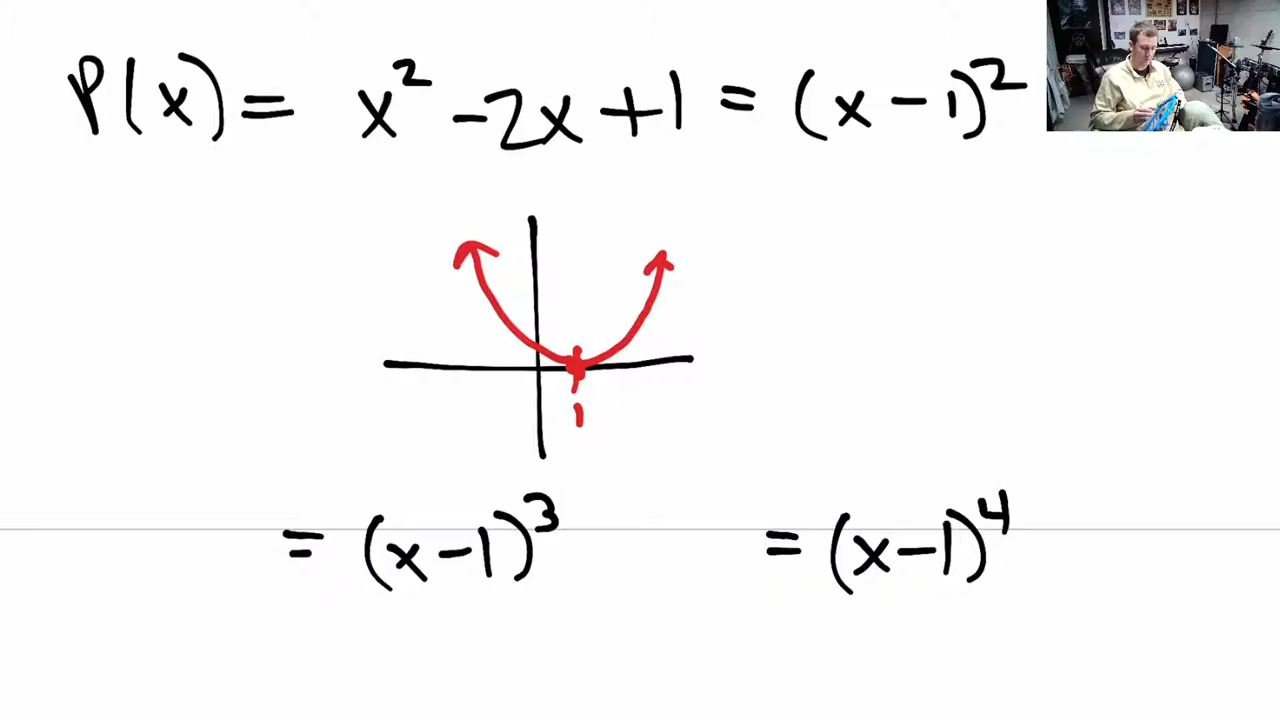 P(x) = x² - 2x + 1 = (x - 1)²
1
= (x - 1)³ = (x - 1)⁴